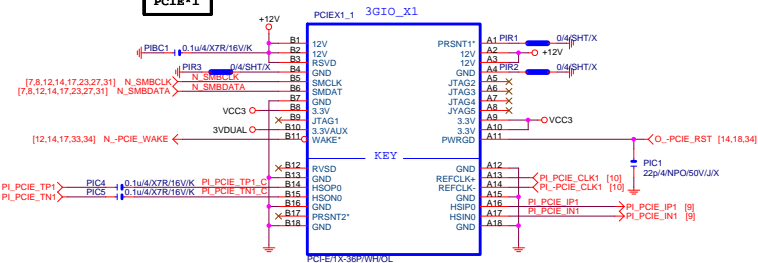 PCIE*1
+12V
PCIEX1_1 3GIO_X1
PIBC1 0.1u/4/X7R/16V/K
B1 12V PRSNT1* A1 PIR1 0/4/SHT/X
B2 12V 12V A2 +12V
B3 RSVD 12V A3
PIR3 0/4/SHT/X B4 GND GND A4 PIR2 0/4/SHT/X
[7,8,12,14,17,23,27,31] N_SMBCLK N_SMBCLK B5 SMCLK JTAG2 A5
[7,8,12,14,17,23,27,31] N_SMBDATA N_SMBDATA B6 SMDAT JTAG3 A6
B7 GND JTAG4 A7
VCC3 B8 3.3V JYAG5 A8
B9 JTAG1 3.3V A9 VCC3
3VDUAL B10 3.3VAUX 3.3V A10
[12,14,17,33,34] N_-PCIE_WAKE B11 WAKE* PWRGD A11 O_-PCIE_RST [14,18,34]
KEY
PIC1
22p/4/NPO/50V/J/X
B12 RVSD GND A12
B13 GND REFCLK+ A13 PI_PCIE_CLK1 [10]
PI_PCIE_TP1 PIC4 0.1u/4/X7R/16V/K PI_PCIE_TP1_C B14 HSOP0 REFCLK- A14 PI_-PCIE_CLK1 [10]
PI_PCIE_TN1 PIC5 0.1u/4/X7R/16V/K PI_PCIE_TN1_C B15 HSON0 GND A15
B16 GND HSIP0 A16 PI_PCIE_IP1 PI_PCIE_IP1 [9]
B17 PRSNT2* HSIN0 A17 PI_PCIE_IN1 PI_PCIE_IN1 [9]
B18 GND GND A18
PCI-E/1X-36P/WH/OL